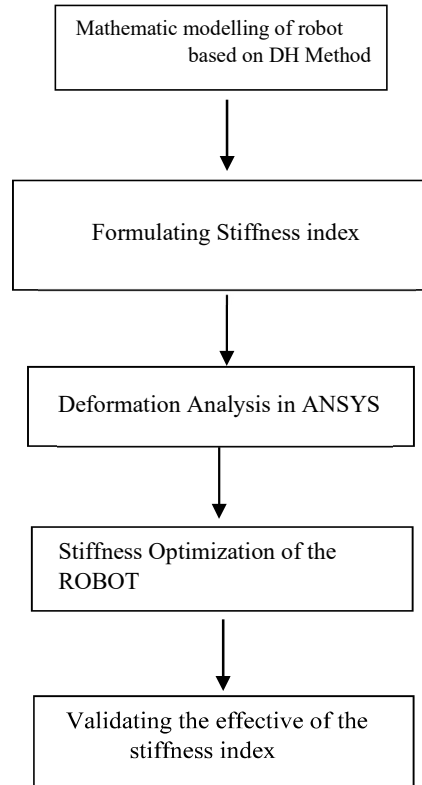 Mathematic modelling of robot
based on DH Method
Formulating Stiffness index
Deformation Analysis in ANSYS
Stiffness Optimization of the
ROBOT
Validating the effective of the
stiffness index